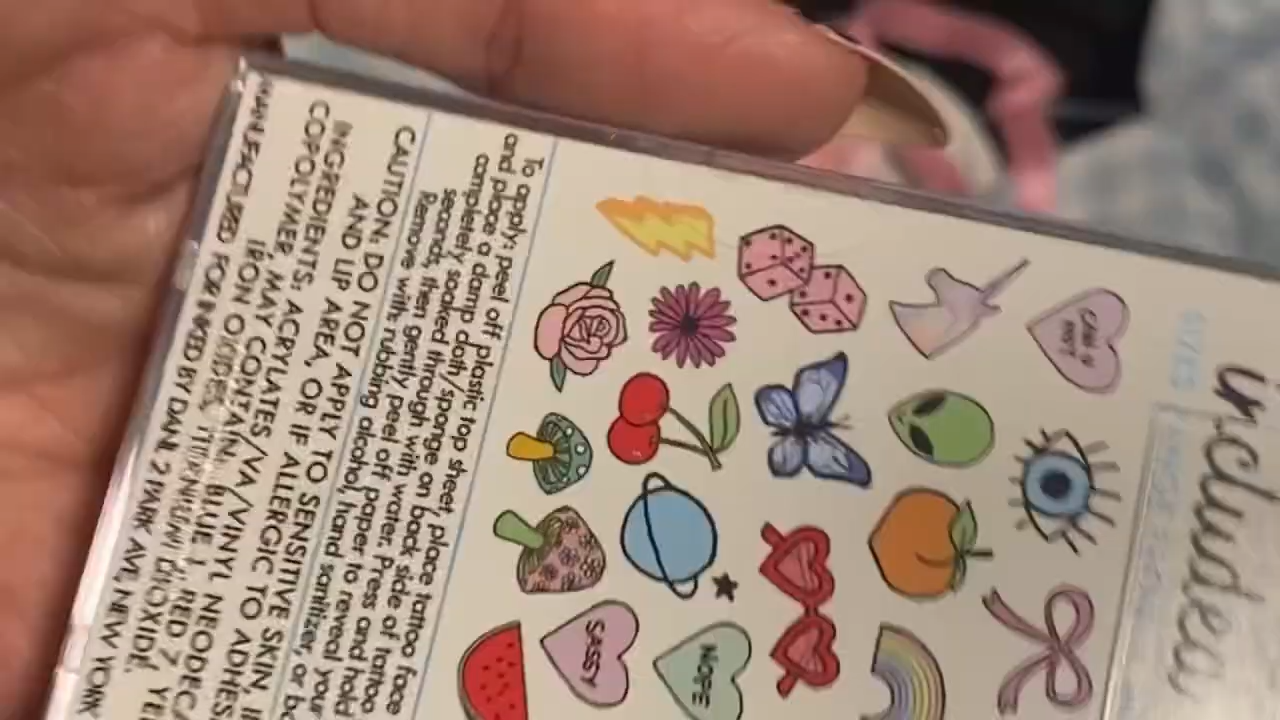 included
CAN U NOT
SASSY
NOPE
To apply: peel off plastic top sheet, place tattoo face
and place a damp cloth/sponge on back side of tattoo
completely soaked through with water. Press and hold
seconds, then gently peel off paper to reveal your
Remove with rubbing alcohol, hand sanitizer, or b
CAUTION: DO NOT APPLY TO SENSITIVE SKIN,
AND LIP AREA, OR IF ALLERGIC TO ADHES
INGREDIENTS: ACRYLATES/VA/VINYL NEODEC
COPOLYMER, MAY CONTAIN: BLUE 1, RED 7, YE
IRON OXIDES, DIOXIDE.
MANUFACTURED FOR INKED BY DANI, 2 PARK AVE, NEW YORK